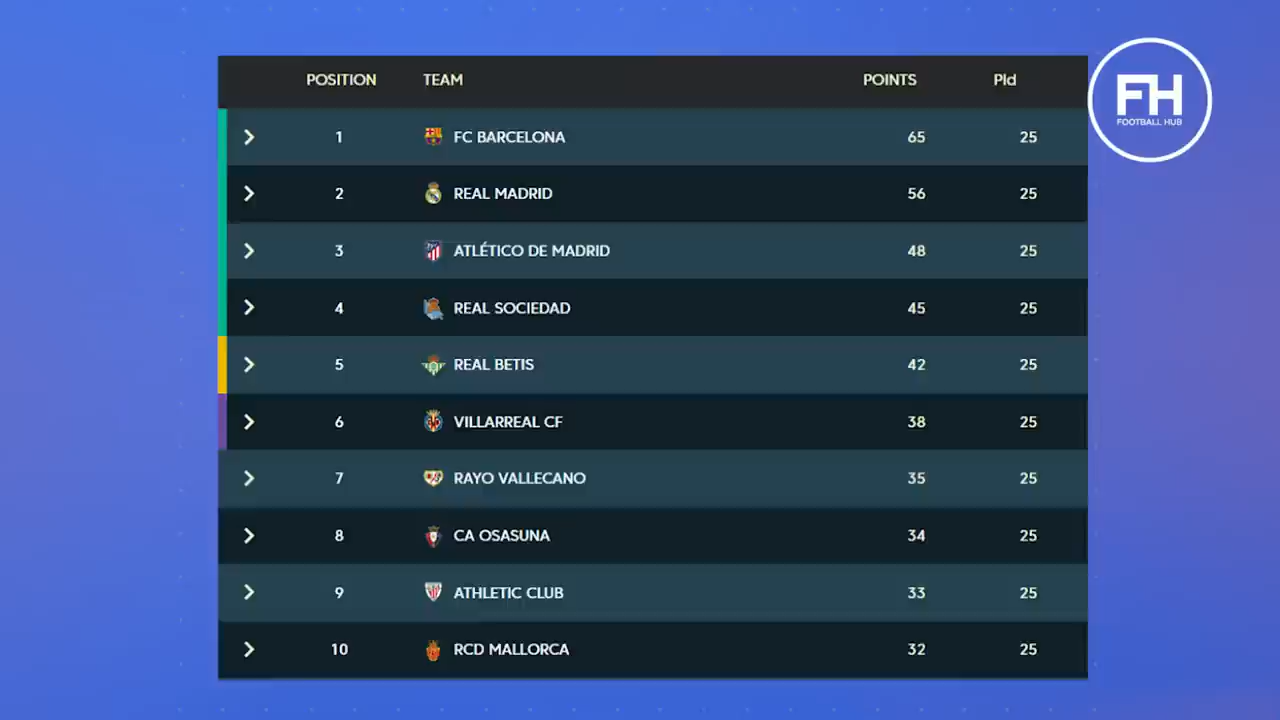 POSITION TEAM POINTS Pld
1 FC BARCELONA 65 25
2 REAL MADRID 56 25
3 ATLÉTICO DE MADRID 48 25
4 REAL SOCIEDAD 45 25
5 REAL BETIS 42 25
6 VILLARREAL CF 38 25
7 RAYO VALLECANO 35 25
8 CA OSASUNA 34 25
9 ATHLETIC CLUB 33 25
10 RCD MALLORCA 32 25
FH
FOOTBALL HUB